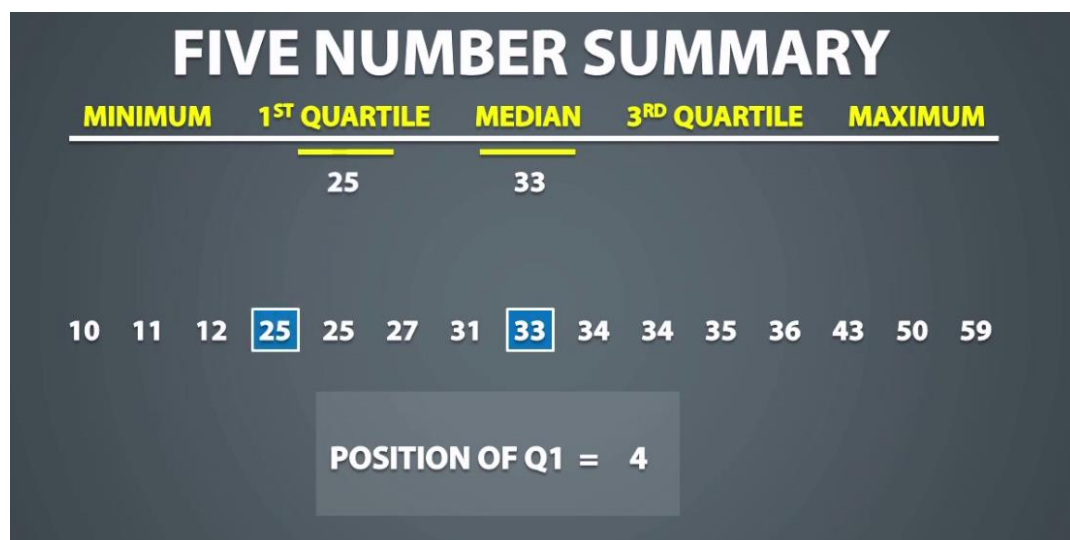 FIVE NUMBER SUMMARY
MINIMUM 1ST QUARTILE MEDIAN 3RD QUARTILE MAXIMUM
25 33
10 11 12 25 25 27 31 33 34 34 35 36 43 50 59
POSITION OF Q1 = 4